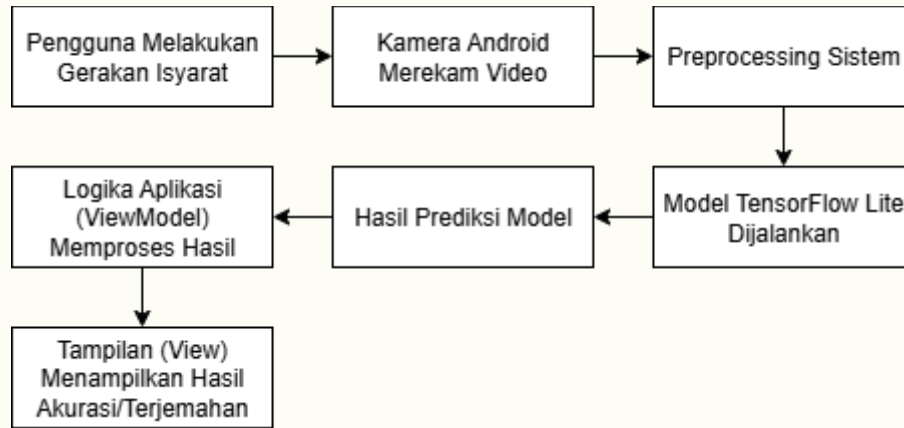 Pengguna Melakukan
Gerakan Isyarat
Kamera Android
Merekam Video
Preprocessing Sistem
Model TensorFlow Lite
Dijalankan
Hasil Prediksi Model
Logika Aplikasi
(ViewModel)
Memproses Hasil
Tampilan (View)
Menampilkan Hasil
Akurasi/Terjemahan